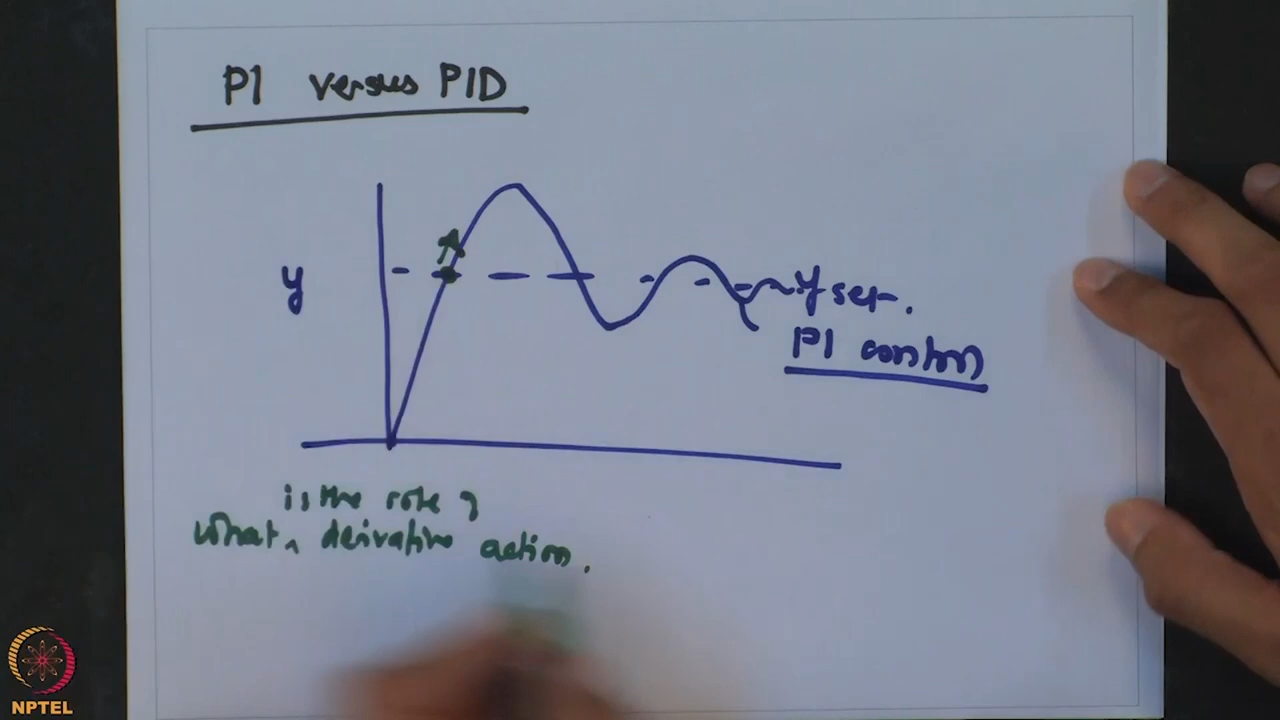 PI versus PID
y
y set.
PI control
is the role of
What ^ derivative action.
NPTEL